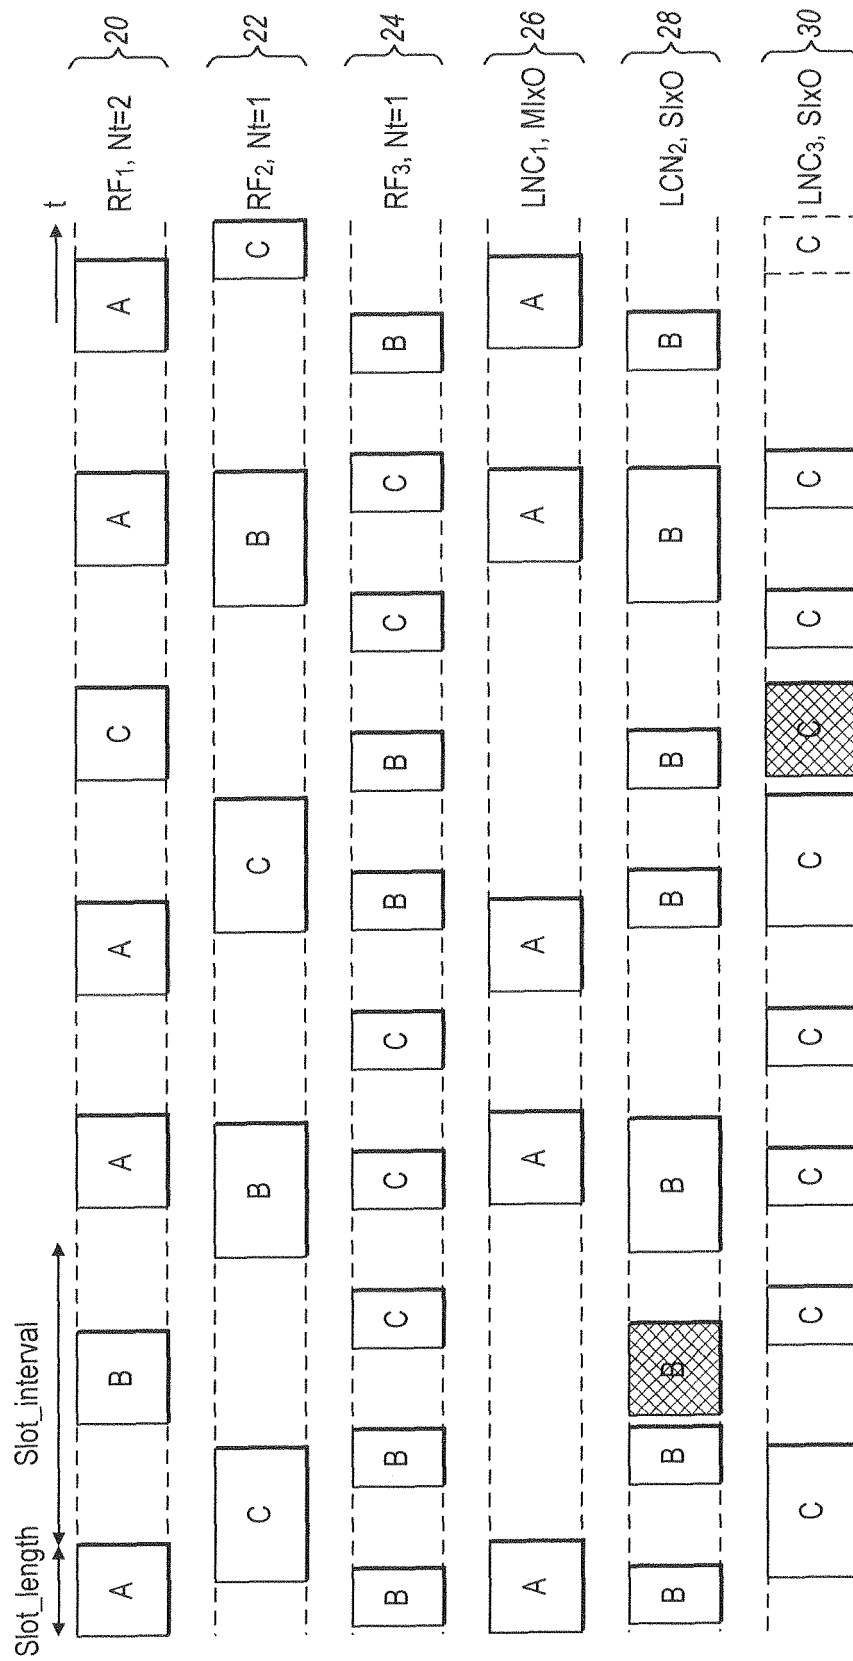 Slot_length Slot_interval t
A B A A C A A RF1, Nt=2 20
C B C B C RF2, Nt=1 22
B B C C C B B C C B RF3, Nt=1 24
A A A A A LNC1, MIxO 26
B B B B B B B B LCN2, SIxO 28
C C C C C C C C C LNC3, SIxO 30